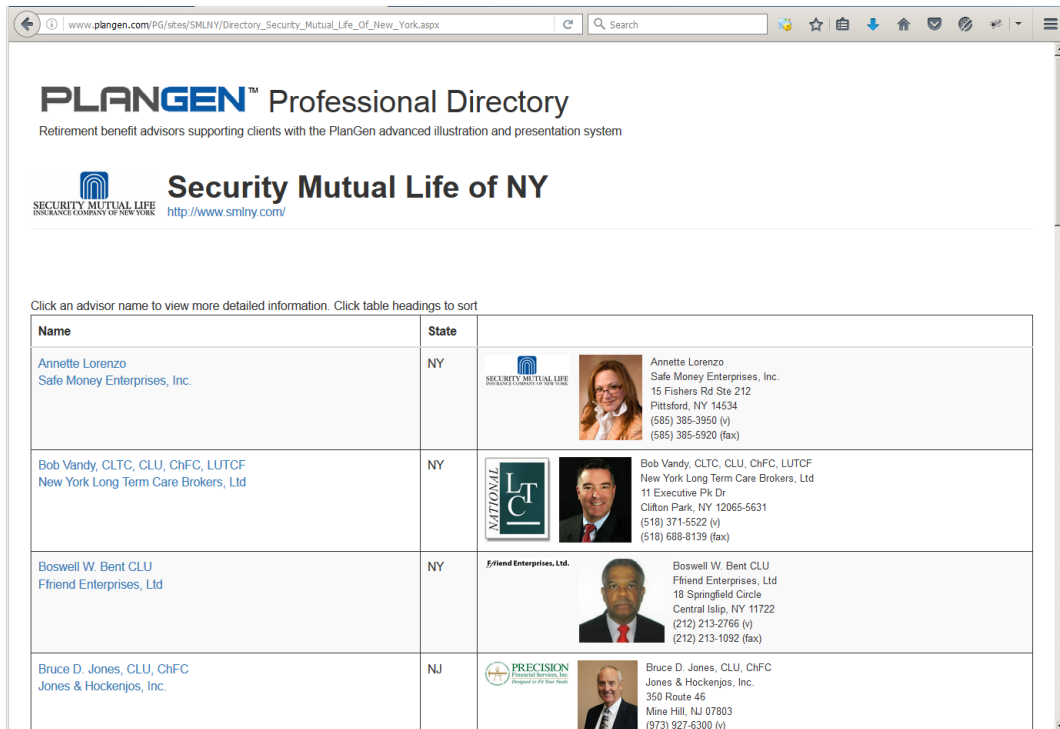 www.plangen.com/PG/sites/SMLNY/Directory_Security_Mutual_Life_Of_New_York.aspx
Search
PLANGEN™ Professional Directory
Retirement benefit advisors supporting clients with the PlanGen advanced illustration and presentation system
SECURITY MUTUAL LIFE
INSURANCE COMPANY OF NEW YORK
Security Mutual Life of NY
http://www.smlny.com/
Click an advisor name to view more detailed information. Click table headings to sort
Name
State
Annette Lorenzo
Safe Money Enterprises, Inc.
NY
SECURITY MUTUAL LIFE
INSURANCE COMPANY OF NEW YORK
Annette Lorenzo
Safe Money Enterprises, Inc.
15 Fishers Rd Ste 212
Pittsford, NY 14534
(585) 385-3950 (v)
(585) 385-5920 (fax)
Bob Vandy, CLTC, CLU, ChFC, LUTCF
New York Long Term Care Brokers, Ltd
NY
NATIONAL
LTC
Bob Vandy, CLTC, CLU, ChFC, LUTCF
New York Long Term Care Brokers, Ltd
11 Executive Pk Dr
Clifton Park, NY 12065-5631
(518) 371-5522 (v)
(518) 688-8139 (fax)
Boswell W. Bent CLU
Ffriend Enterprises, Ltd
NY
Ffriend Enterprises, Ltd.
Boswell W. Bent CLU
Ffriend Enterprises, Ltd
18 Springfield Circle
Central Islip, NY 11722
(212) 213-2766 (v)
(212) 213-1092 (fax)
Bruce D. Jones, CLU, ChFC
Jones & Hockenjos, Inc.
NJ
PRECISION
Financial Services, Inc.
Designed to Fit Your Needs
Bruce D. Jones, CLU, ChFC
Jones & Hockenjos, Inc.
350 Route 46
Mine Hill, NJ 07803
(973) 927-6300 (v)